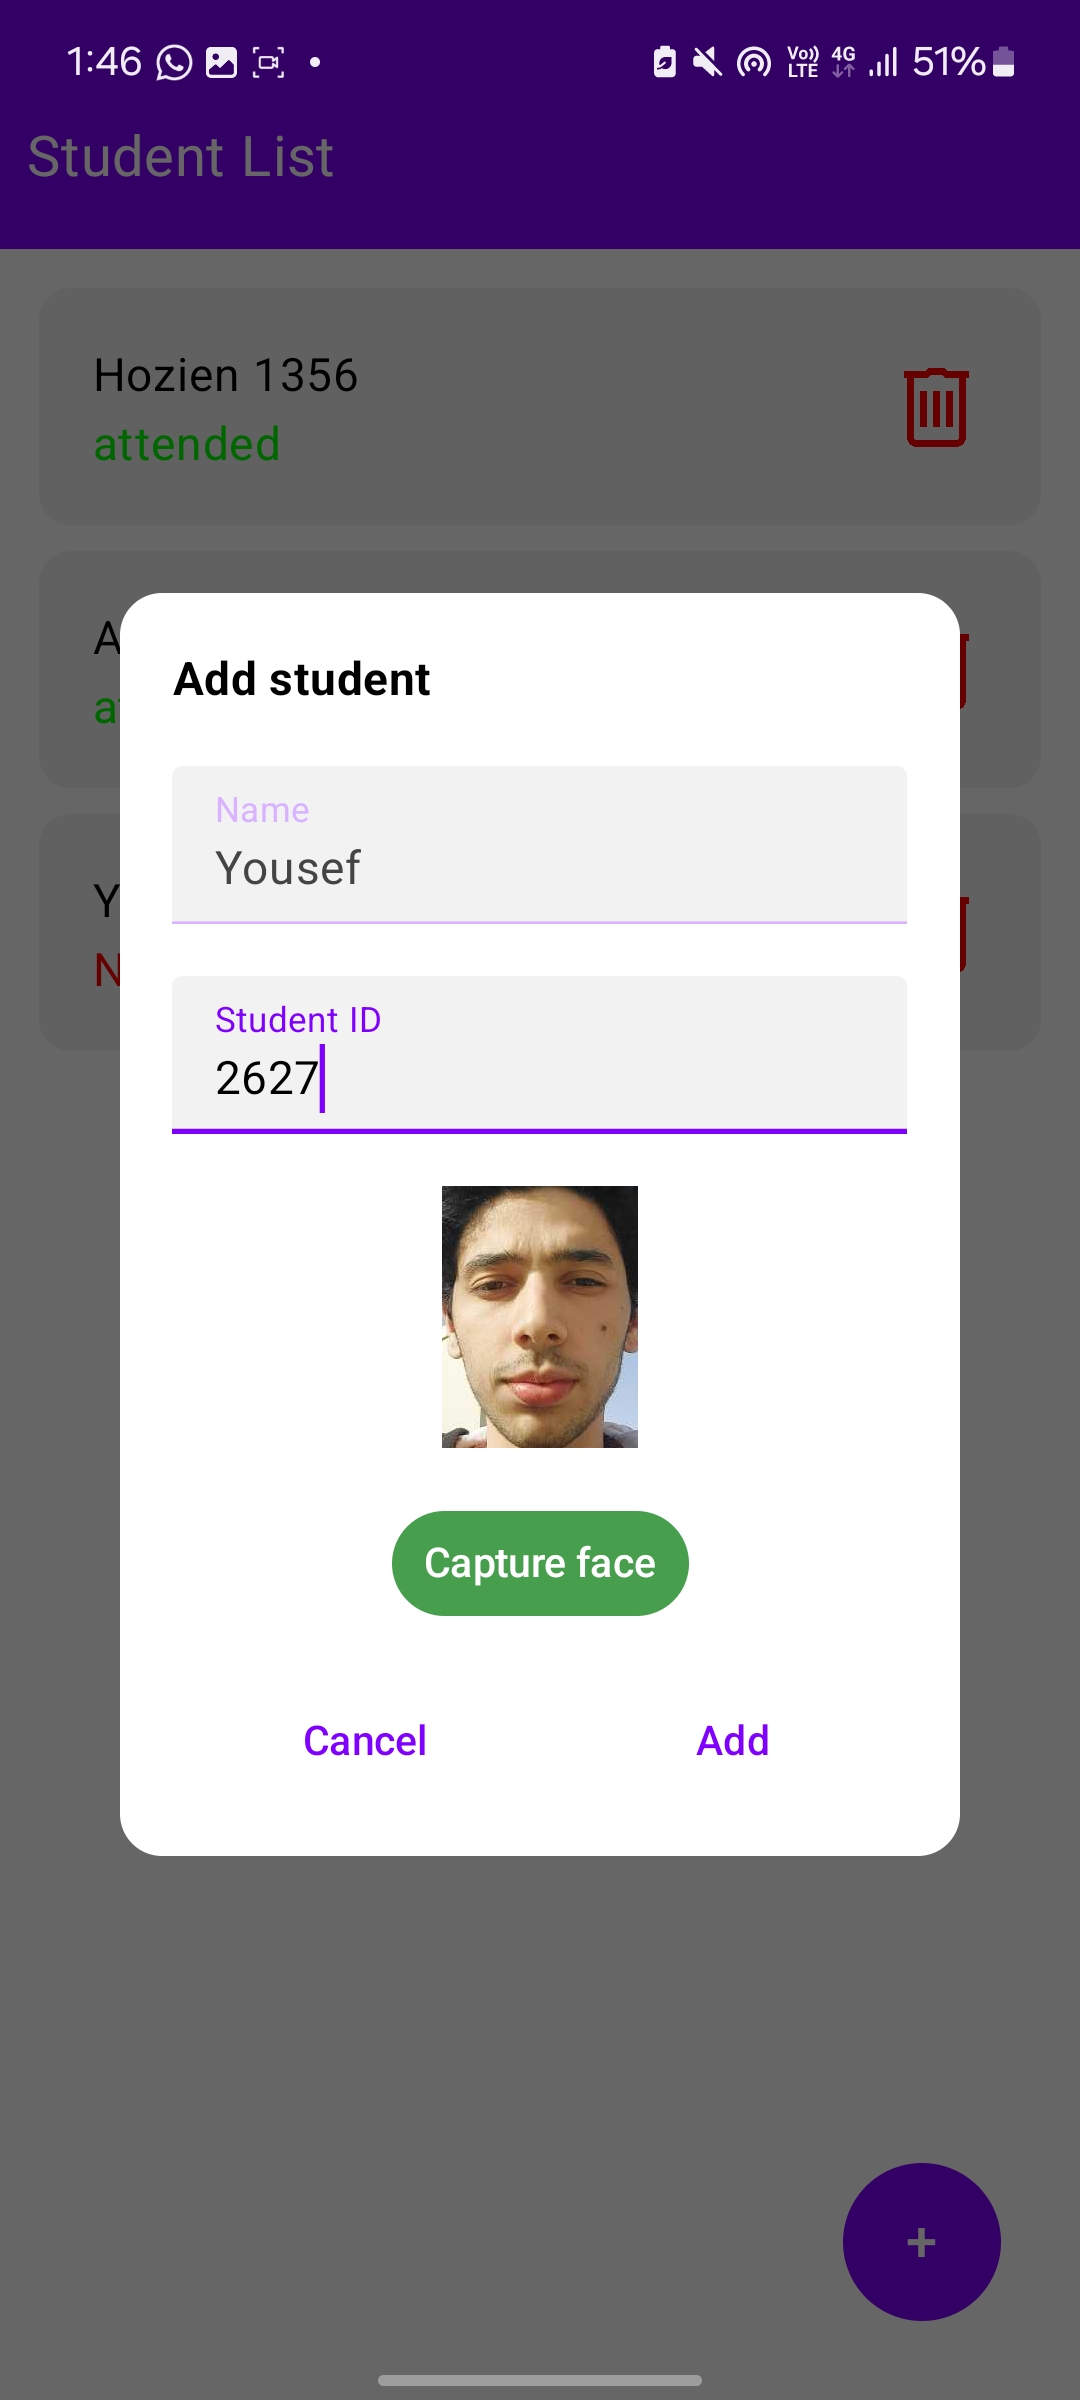 1:46 Vo)) LTE 4G 51%
Student List
Hozien 1356
attended
Add student
Name
Yousef
Student ID
2627
Capture face
Cancel Add
+